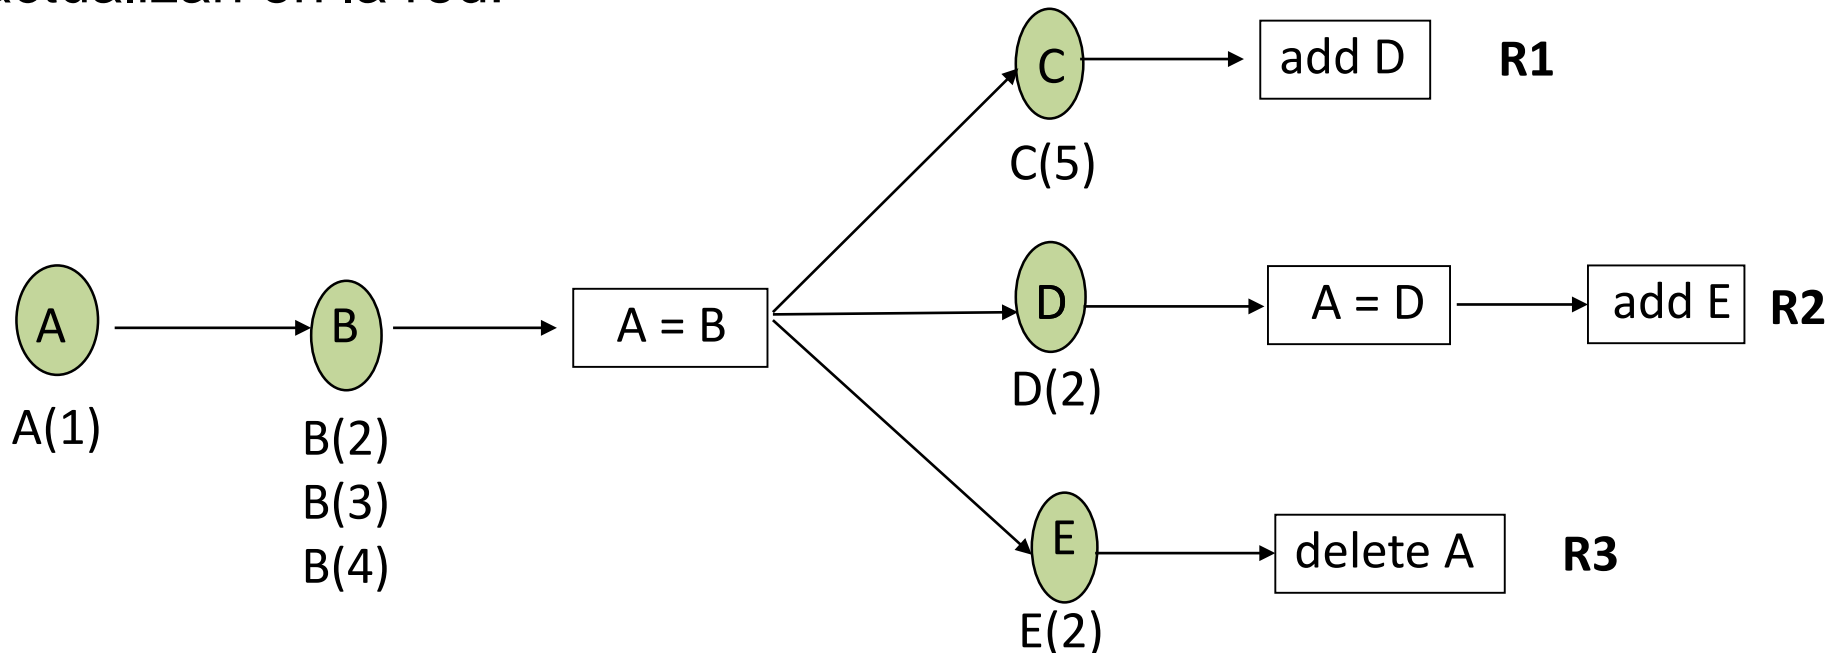 C
add D
R1
C(5)
A
B
A = B
D
A = D
add E
R2
A(1)
B(2)
B(3)
B(4)
D(2)
E
delete A
R3
E(2)